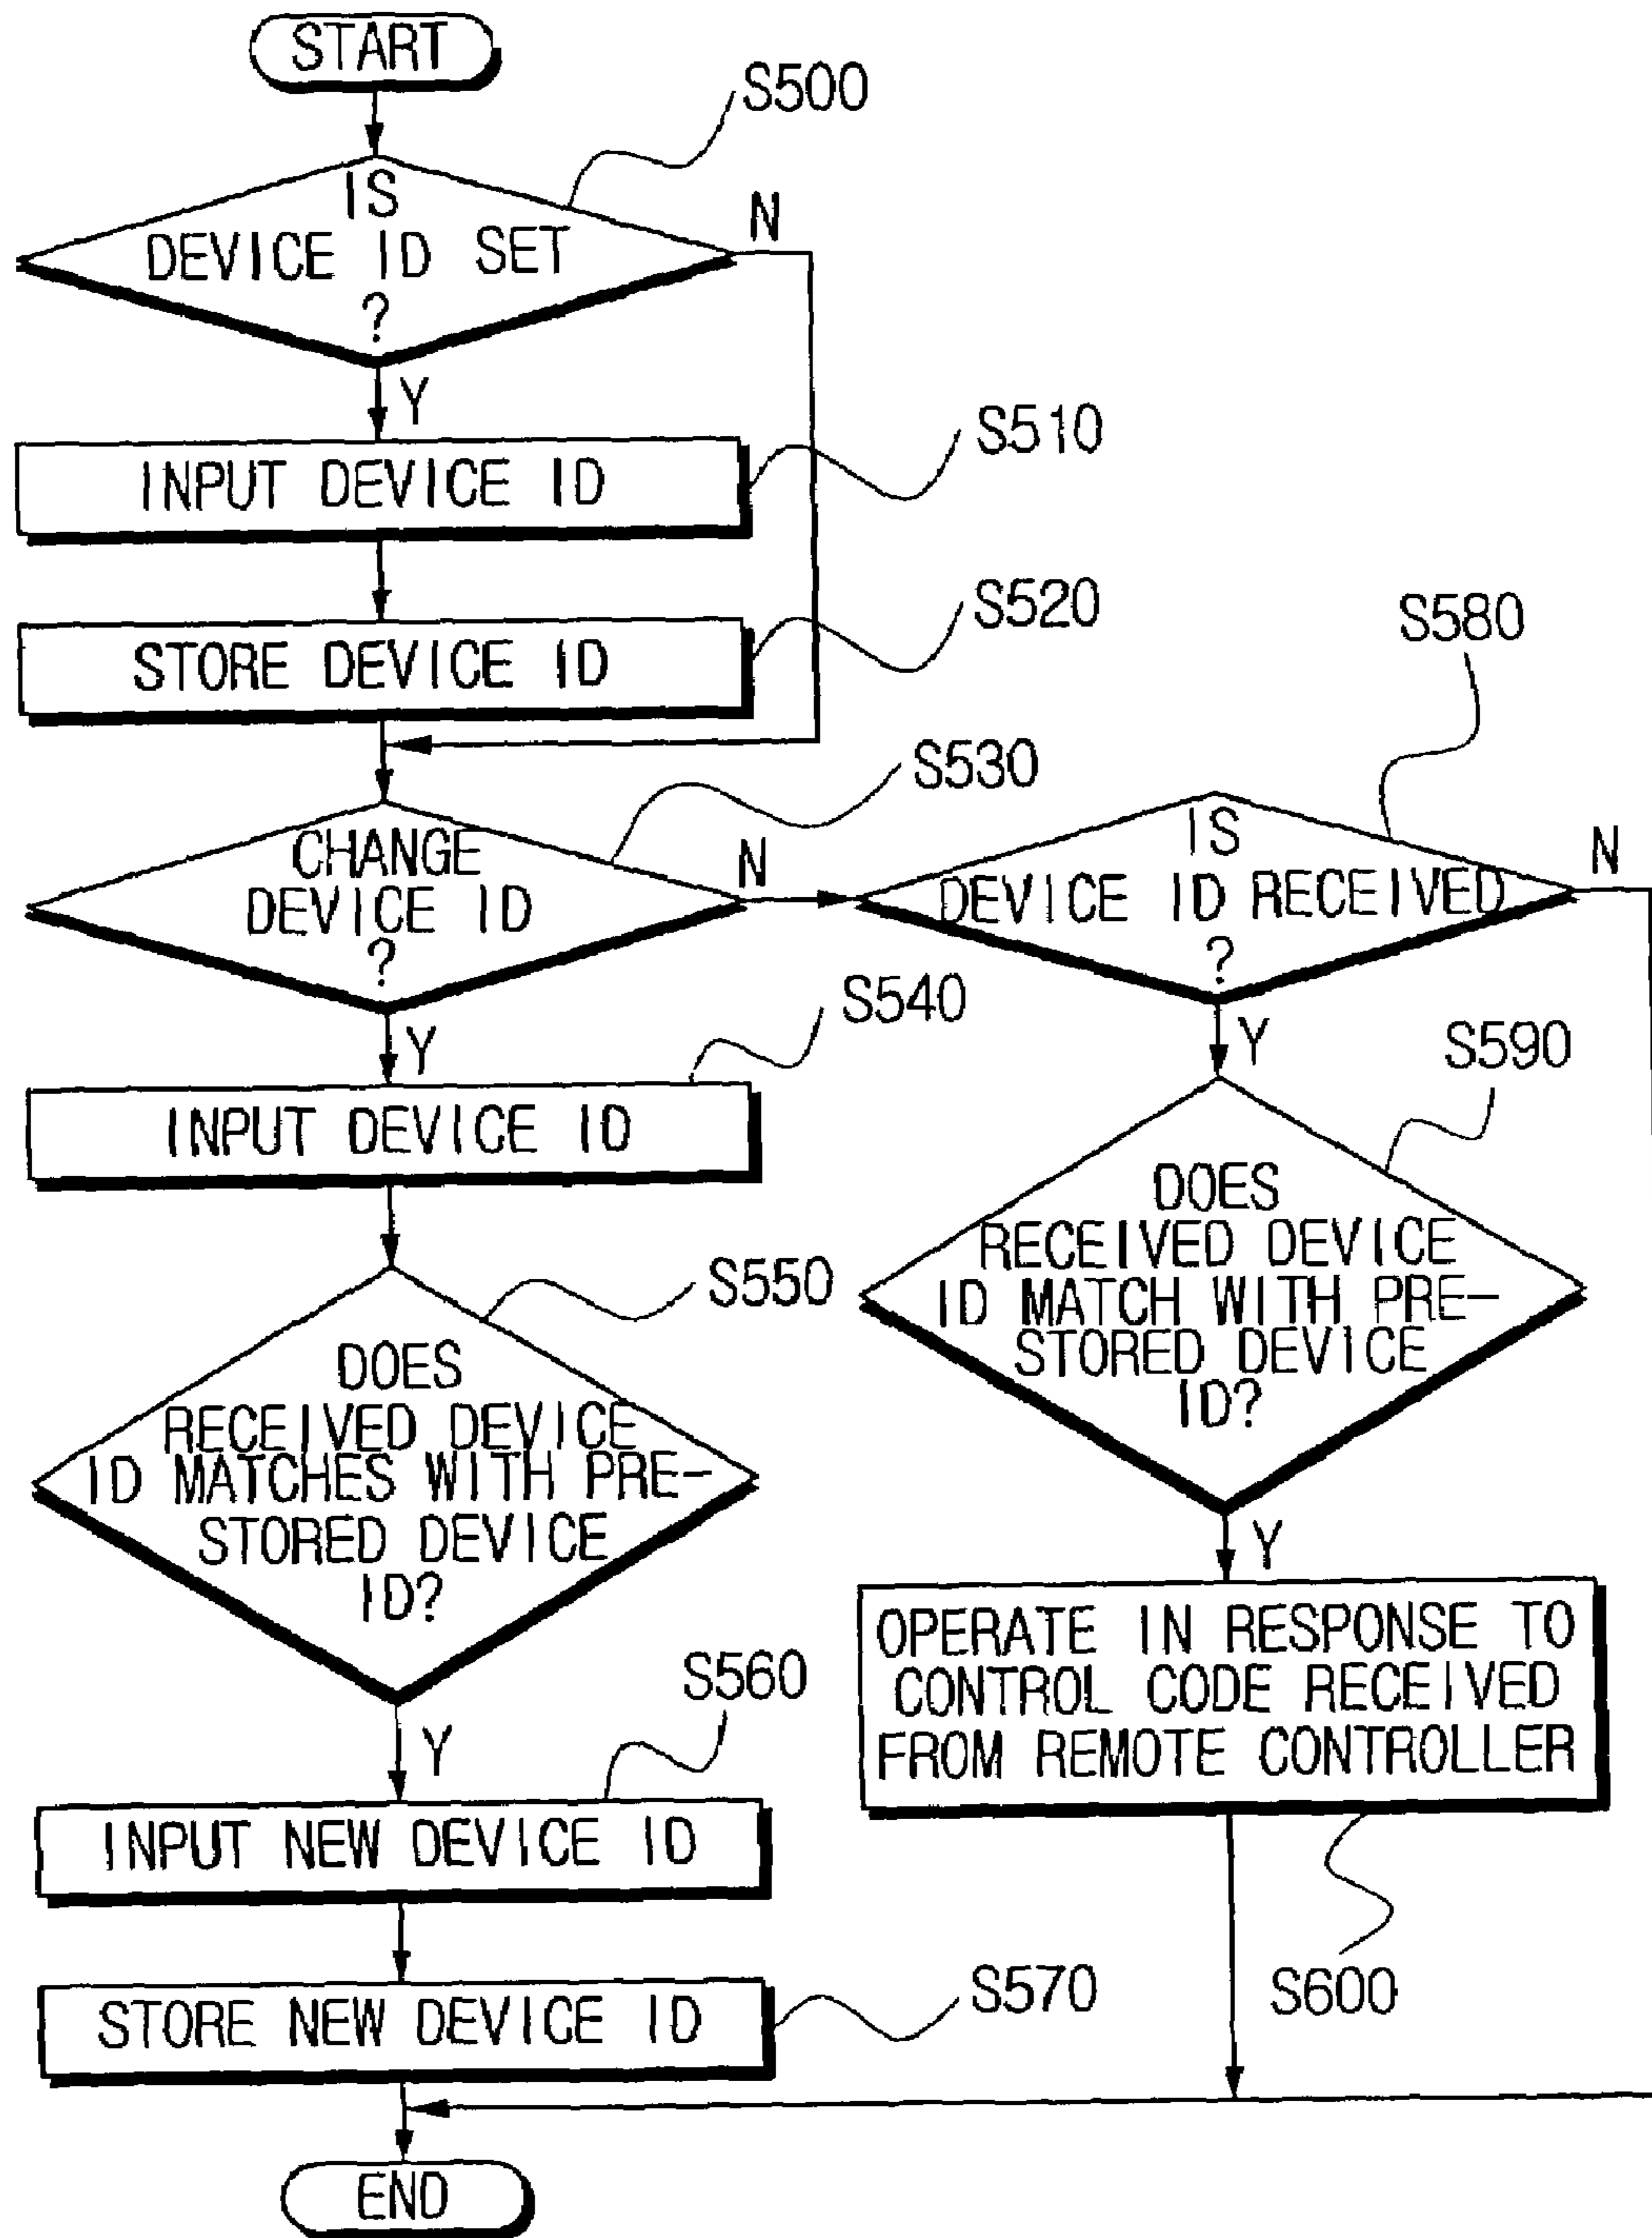 START
S500
IS
DEVICE ID SET
?
N
Y
S510
INPUT DEVICE ID
S520
STORE DEVICE ID
S530
CHANGE
DEVICE ID
?
N
Y
S540
INPUT DEVICE ID
S550
DOES
RECEIVED DEVICE
ID MATCHES WITH PRE-
STORED DEVICE
ID?
Y
S560
INPUT NEW DEVICE ID
S570
STORE NEW DEVICE ID
S580
IS
DEVICE ID RECEIVED
?
N
Y
S590
DOES
RECEIVED DEVICE
ID MATCH WITH PRE-
STORED DEVICE
ID?
Y
OPERATE IN RESPONSE TO
CONTROL CODE RECEIVED
FROM REMOTE CONTROLLER
S600
END